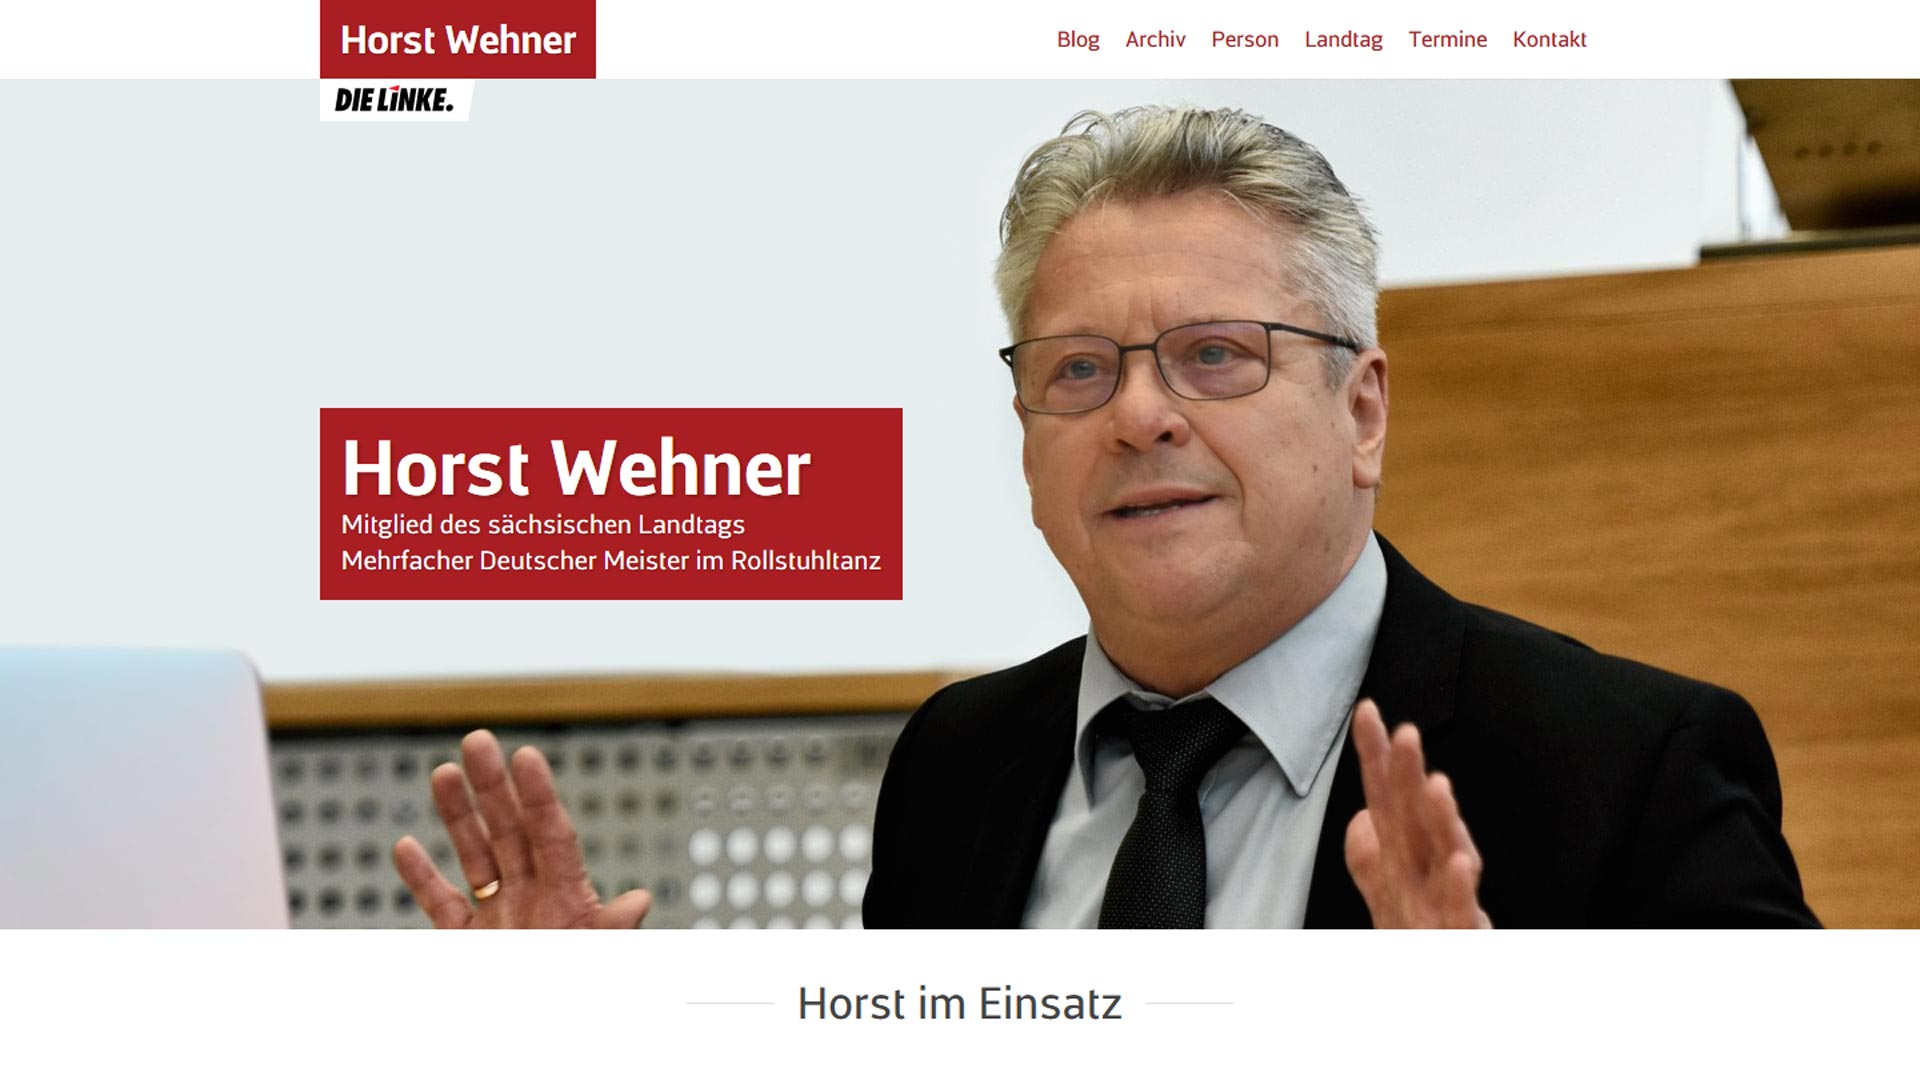 Horst Wehner
Blog Archiv Person Landtag Termine Kontakt
DIE LINKE.
Horst Wehner
Mitglied des sächsischen Landtags
Mehrfacher Deutscher Meister im Rollstuhltanz
Horst im Einsatz